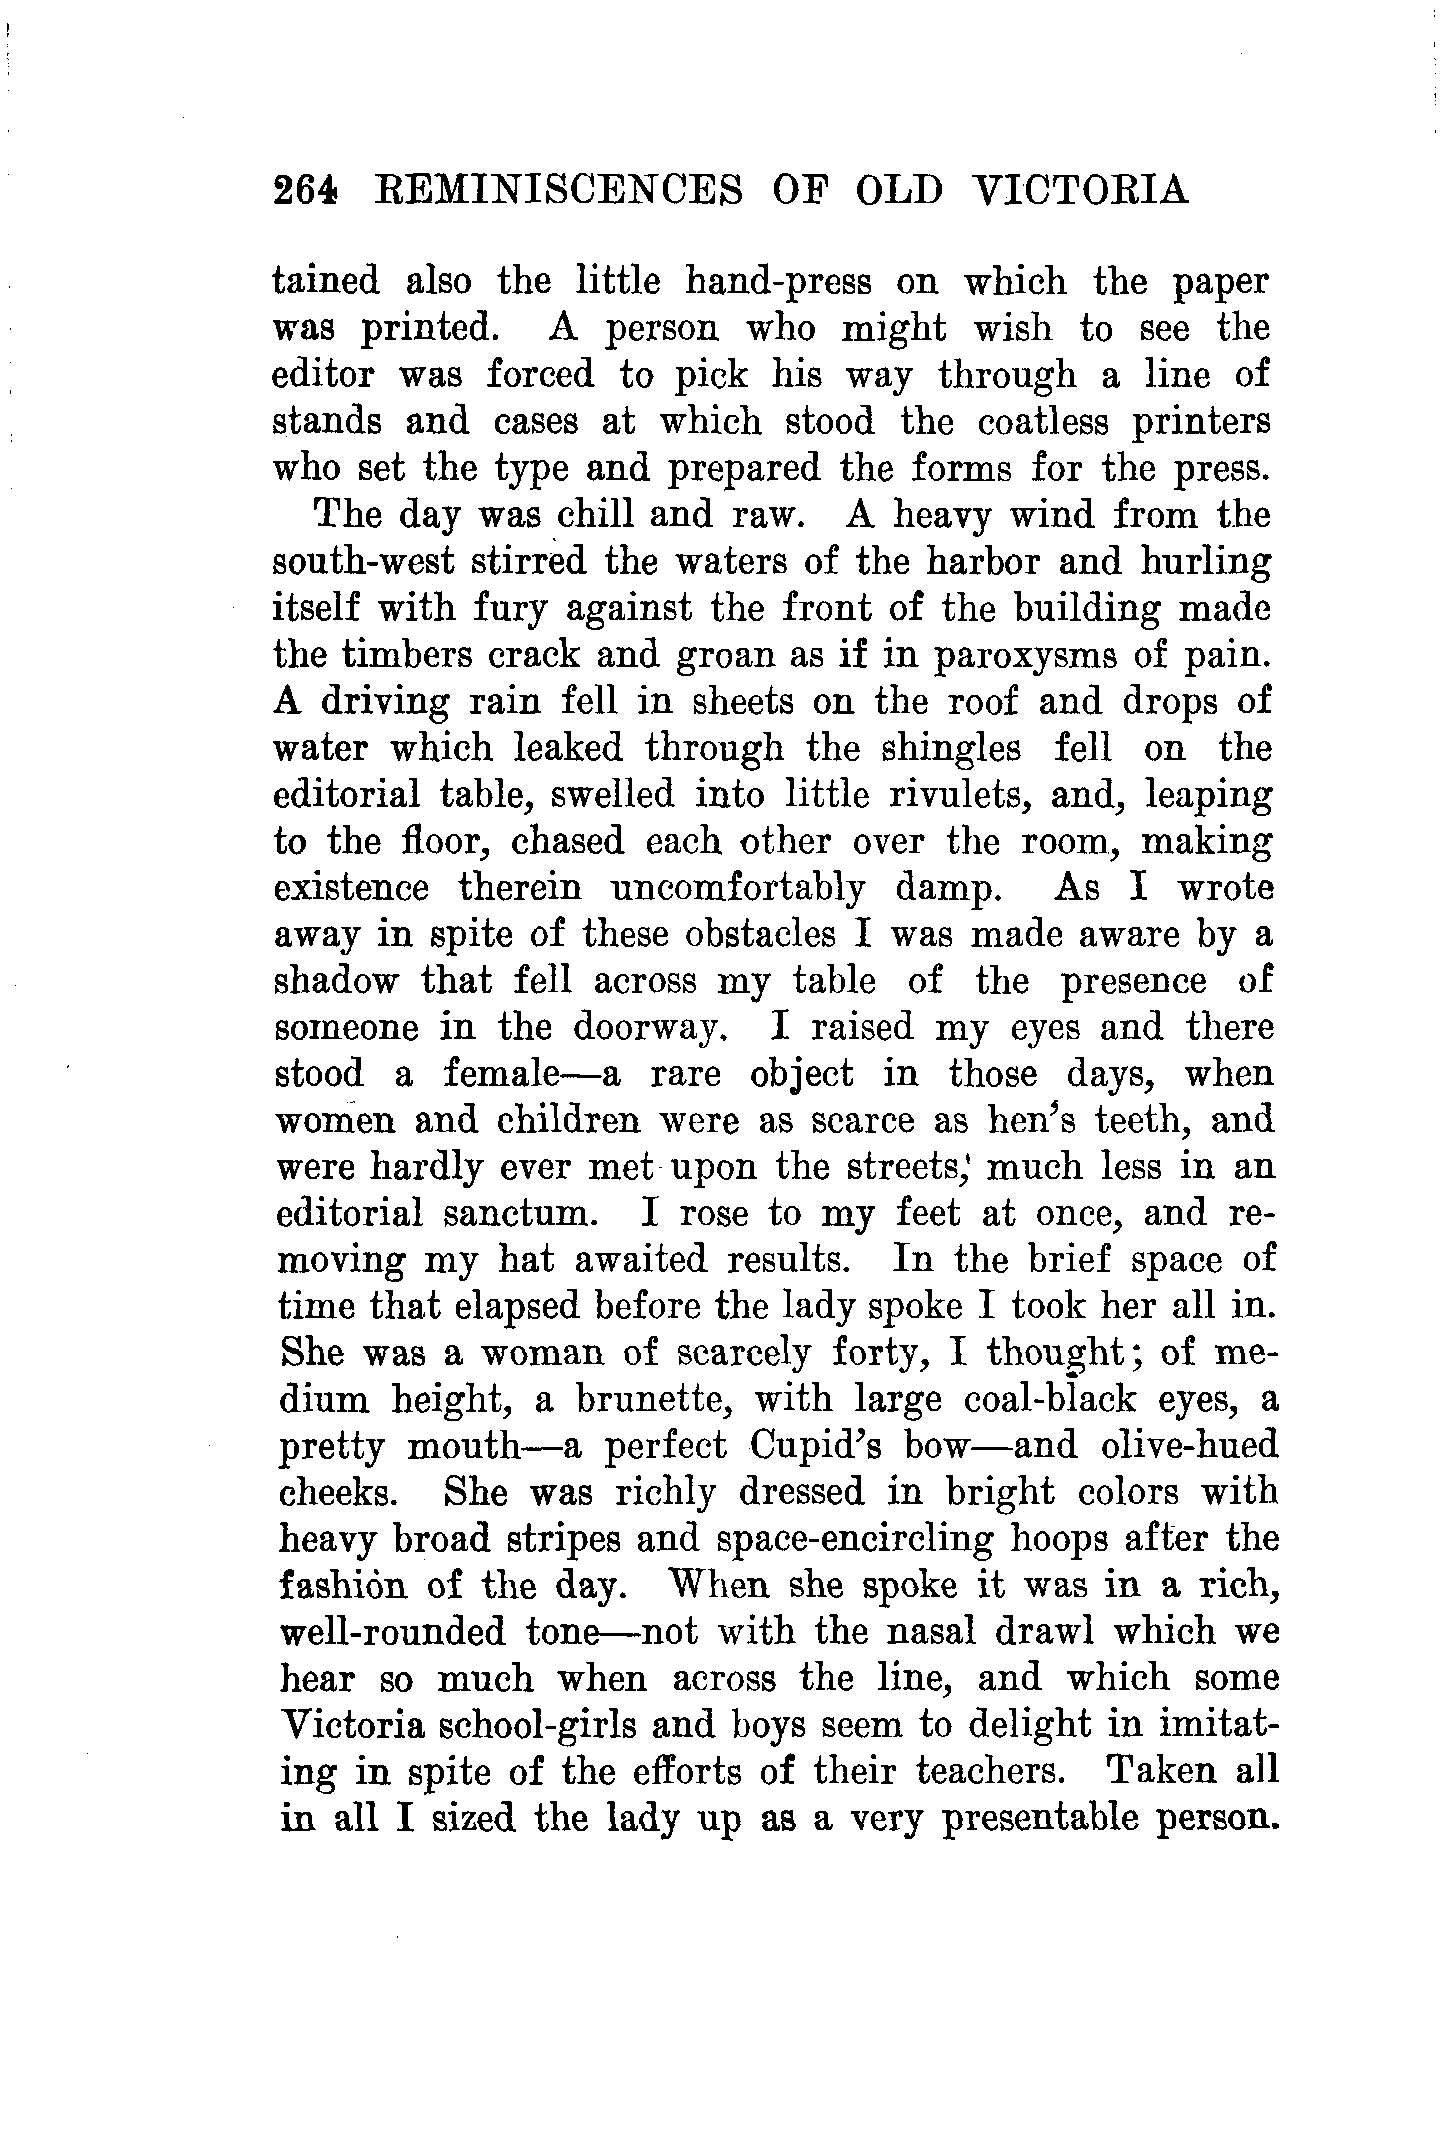 264 REMINISCENCES OF OLD VICTORIA
tained also the little hand-press on which the paper
was printed. A person who might wish to see the
editor was forced to pick his way through a line of
stands and cases at which stood the coatless printers
who set the type and prepared the forms for the press.
The day was chill and raw. A heavy wind from the
south-west stirred the waters of the harbor and hurling
itself with fury against the front of the building made
the timbers crack and groan as if in paroxysms of pain.
A driving rain fell in sheets on the roof and drops of
water which leaked through the shingles fell on the
editorial table, swelled into little rivulets, and, leaping
to the floor, chased each other over the room, making
existence therein uncomfortably damp. As I wrote
away in spite of these obstacles I was made aware by a
shadow that fell across my table of the presence of
someone in the doorway. I raised my eyes and there
stood a female—a rare object in those days, when
women and children were as scarce as hen's teeth, and
were hardly ever met upon the streets, much less in an
editorial sanctum. I rose to my feet at once, and re-
moving my hat awaited results. In the brief space of
time that elapsed before the lady spoke I took her all in.
She was a woman of scarcely forty, I thought; of me-
dium height, a brunette, with large coal-black eyes, a
pretty mouth—a perfect Cupid's bow—and olive-hued
cheeks. She was richly dressed in bright colors with
heavy broad stripes and space-encircling hoops after the
fashion of the day. When she spoke it was in a rich,
well-rounded tone—not with the nasal drawl which we
hear so much when across the line, and which some
Victoria school-girls and boys seem to delight in imitat-
ing in spite of the efforts of their teachers. Taken all
in all I sized the lady up as a very presentable person.